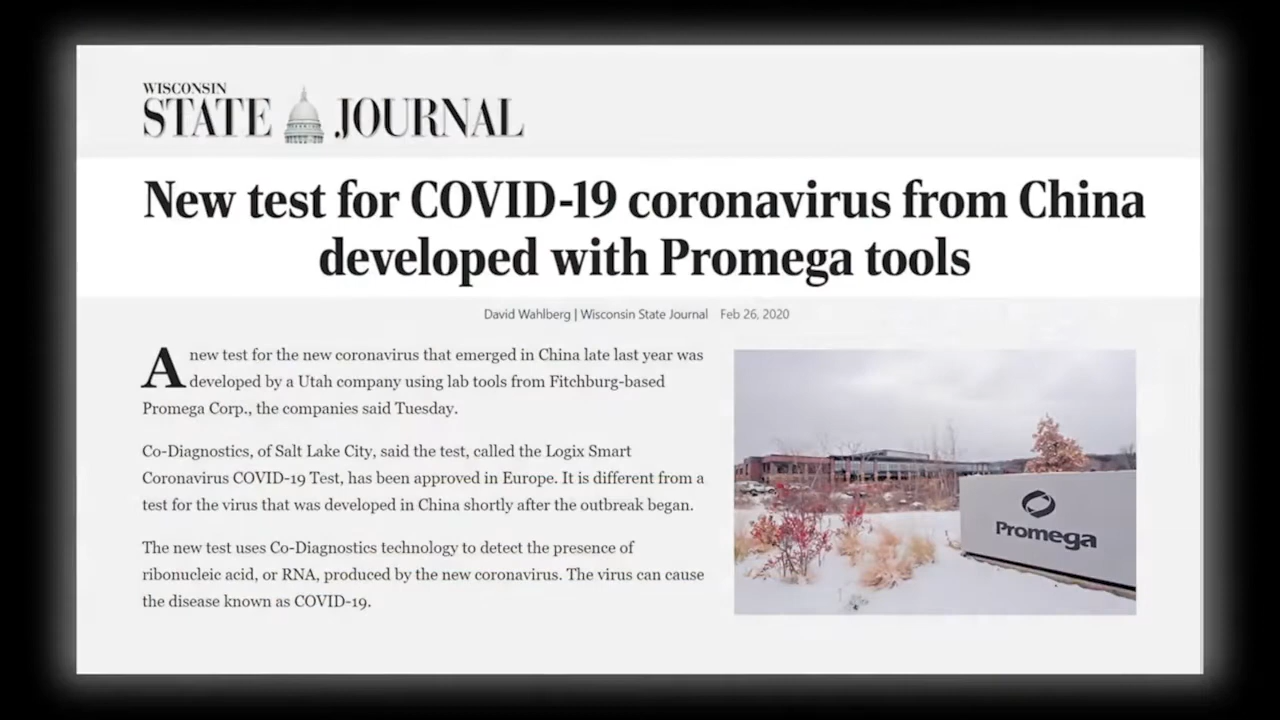 WISCONSIN
STATE JOURNAL
New test for COVID-19 coronavirus from China
developed with Promega tools
David Wahlberg | Wisconsin State Journal Feb 26, 2020
A new test for the new coronavirus that emerged in China late last year was
developed by a Utah company using lab tools from Fitchburg-based
Promega Corp., the companies said Tuesday.
Co-Diagnostics, of Salt Lake City, said the test, called the Logix Smart
Coronavirus COVID-19 Test, has been approved in Europe. It is different from a
test for the virus that was developed in China shortly after the outbreak began.
The new test uses Co-Diagnostics technology to detect the presence of
ribonucleic acid, or RNA, produced by the new coronavirus. The virus can cause
the disease known as COVID-19.
Promega